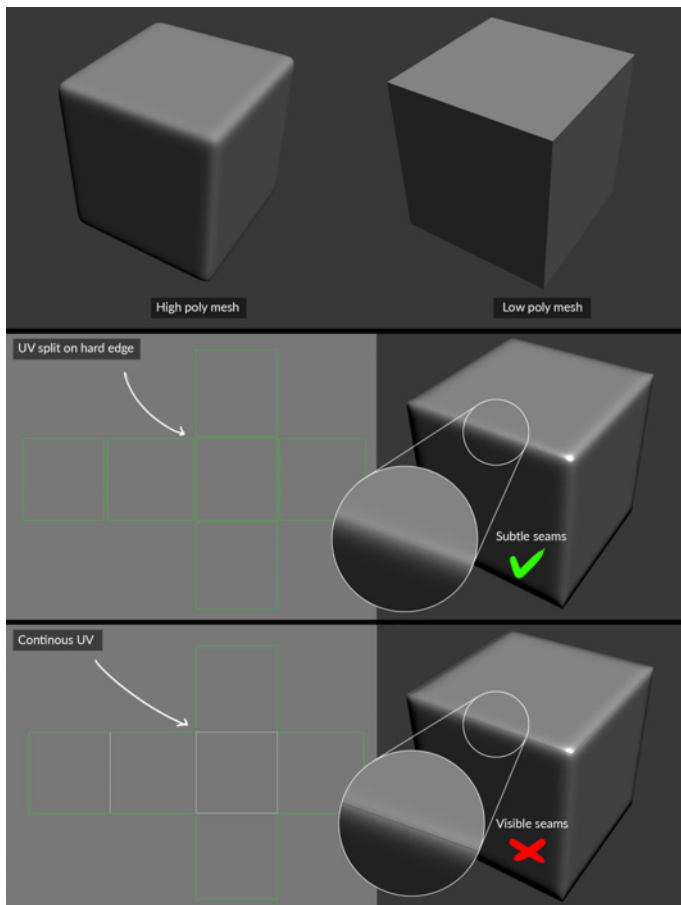 High poly mesh
Low poly mesh
UV split on hard edge
Subtle seams
Continous UV
Visible seams